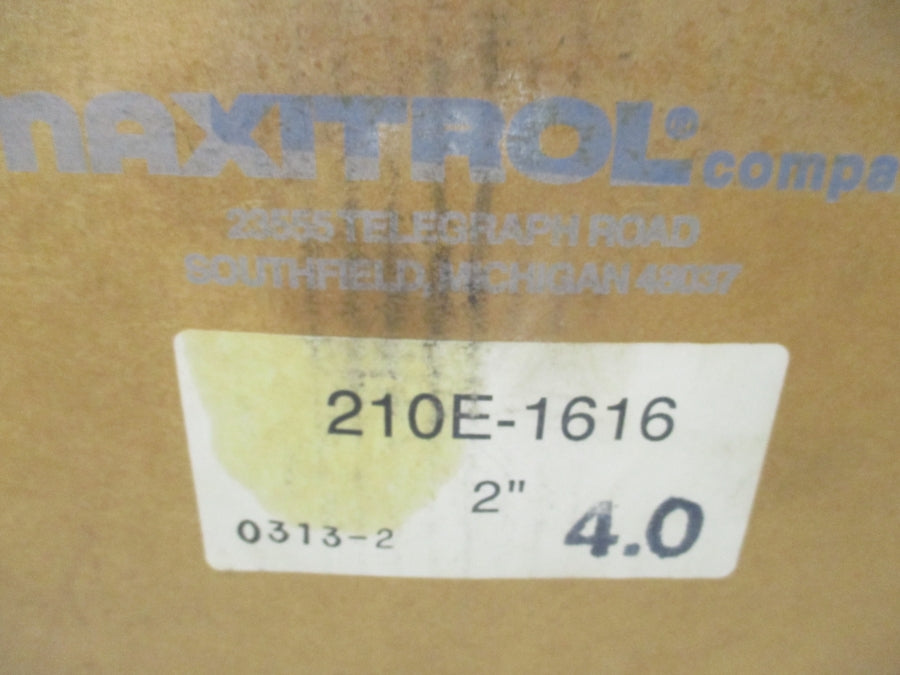 MAXITROL® compa
23555 TELEGRAPH ROAD
SOUTHFIELD, MICHIGAN 48037
210E-1616
2"
0313-2
4.0